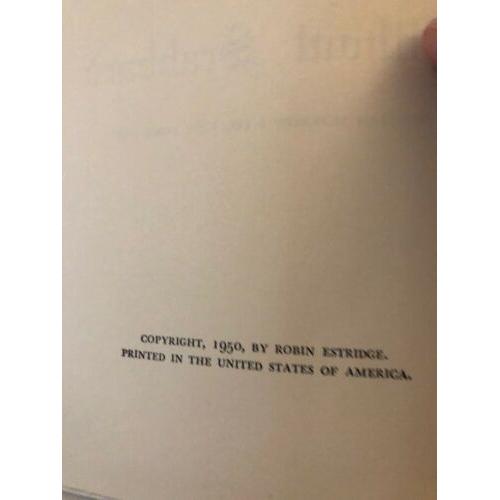 COPYRIGHT, 1950, BY ROBIN ESTRIDGE.
PRINTED IN THE UNITED STATES OF AMERICA.